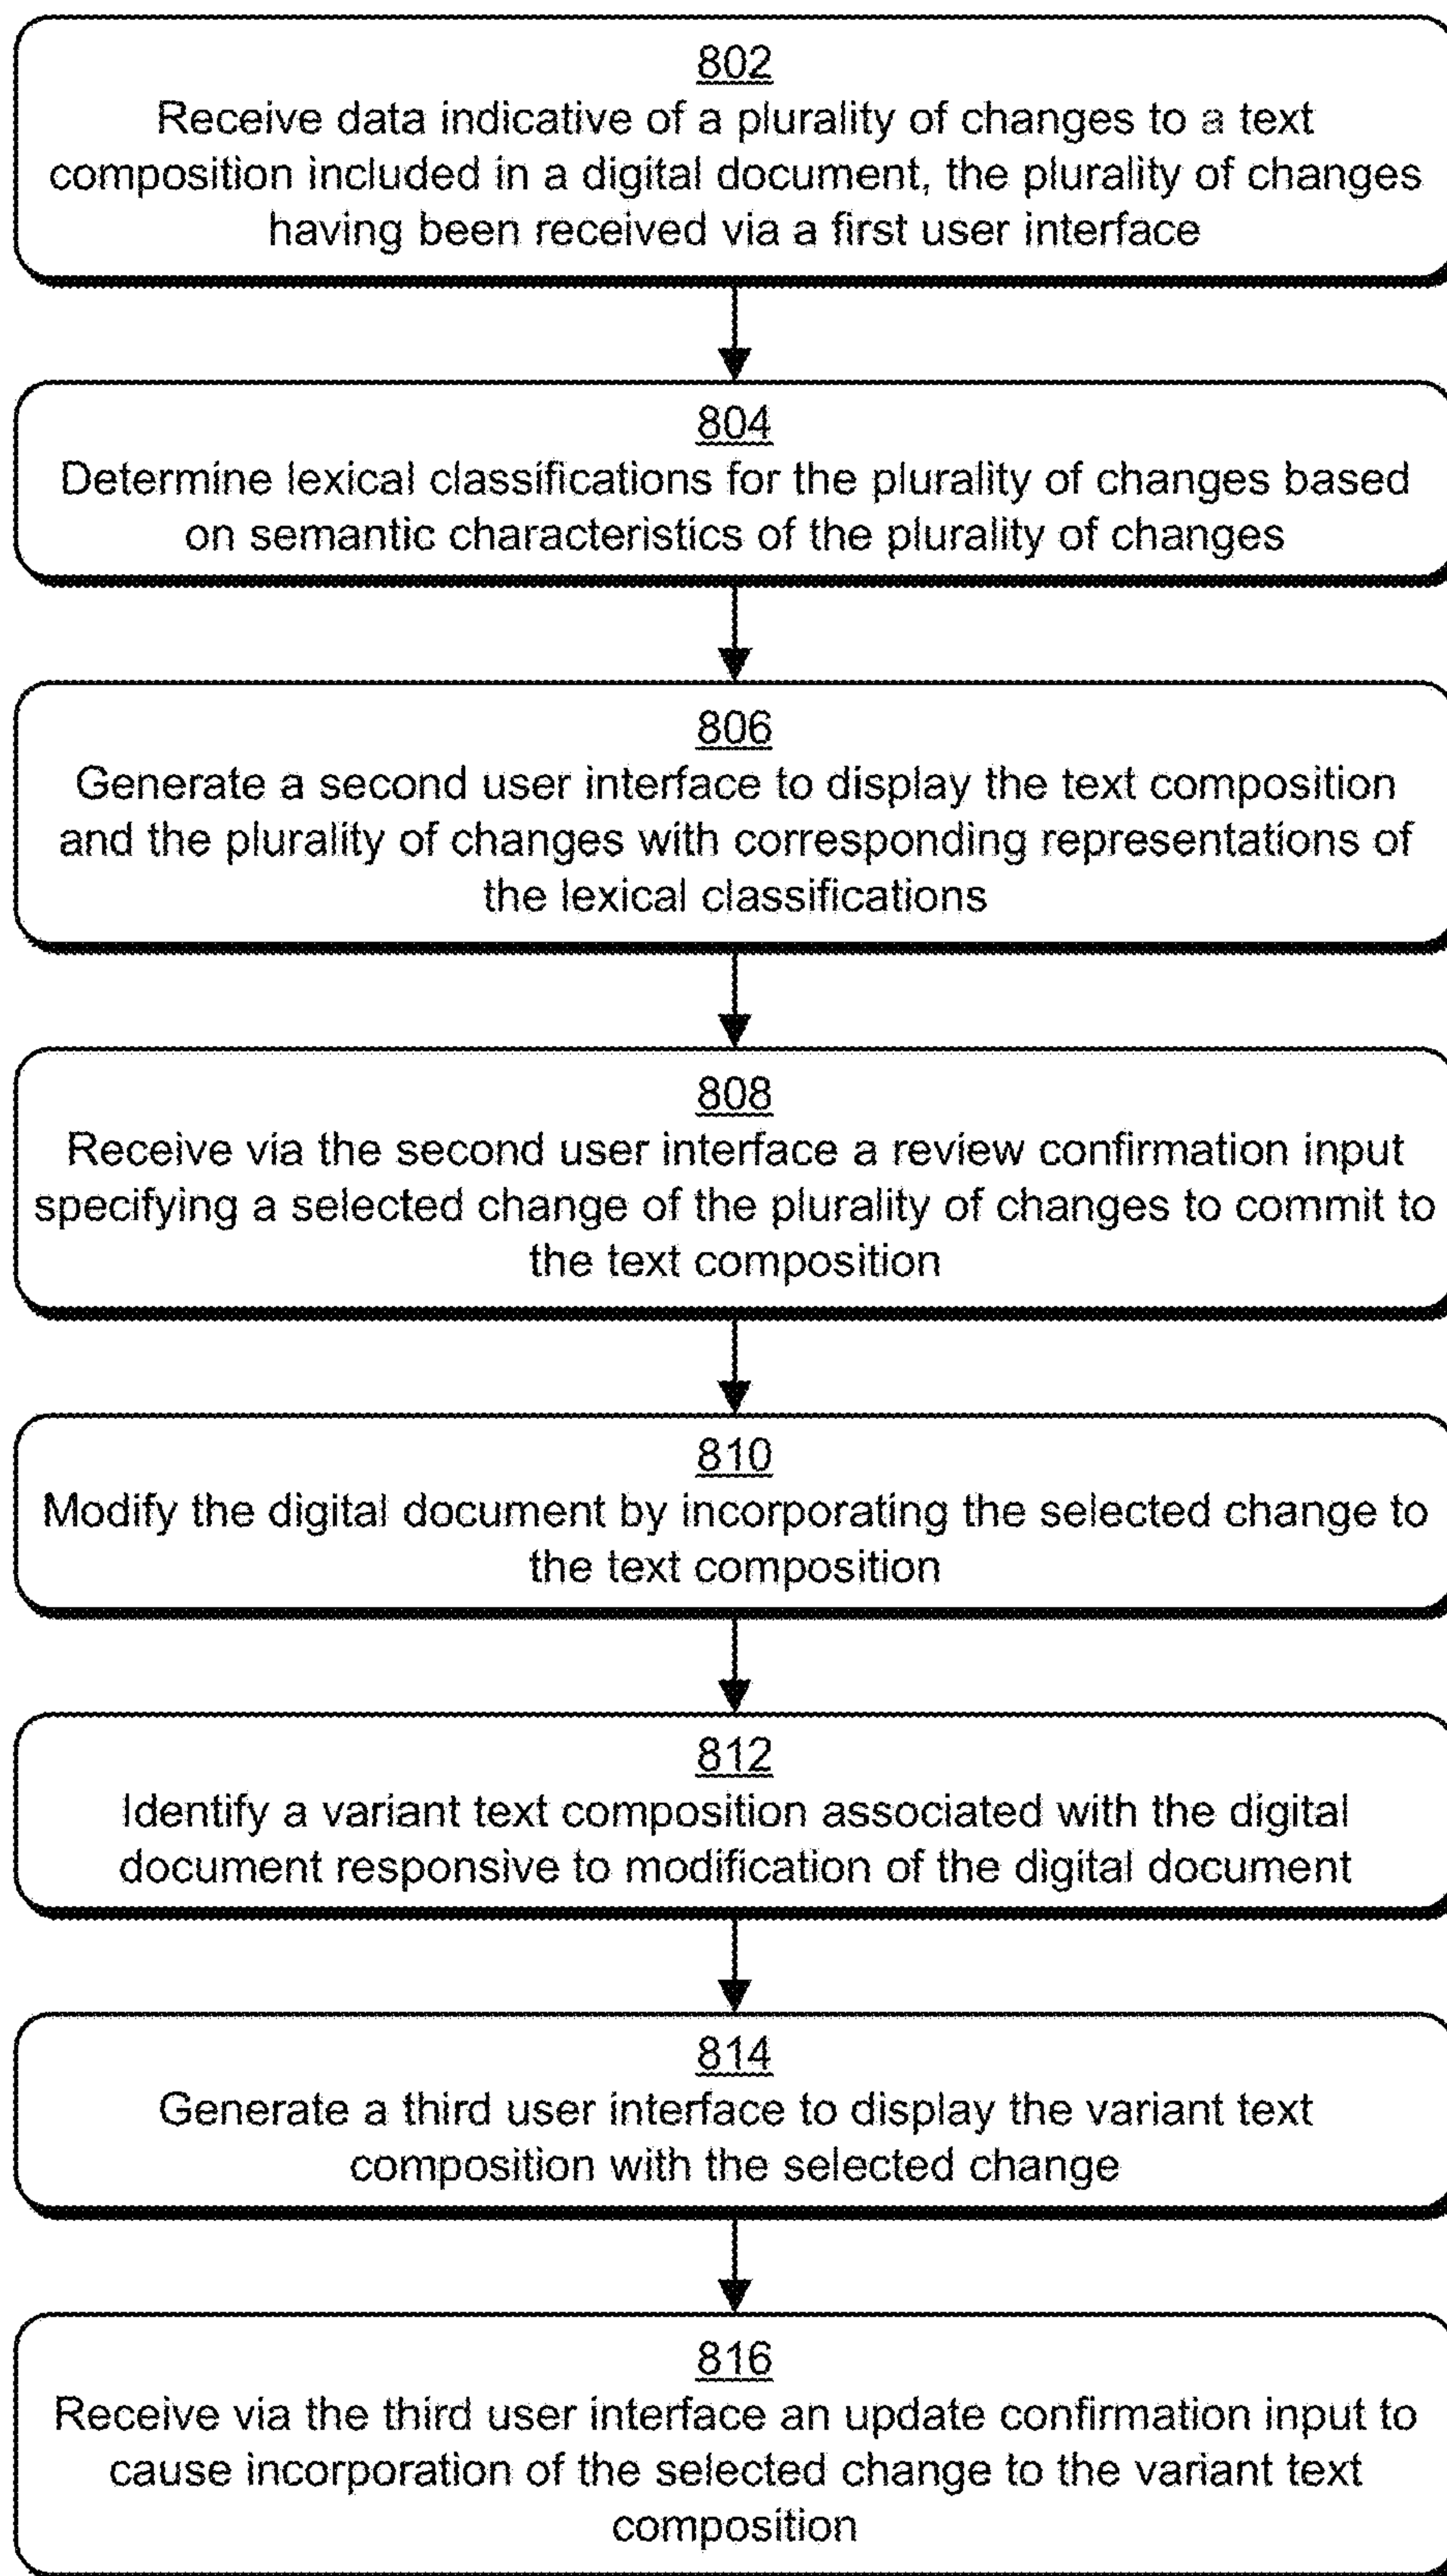 802
Receive data indicative of a plurality of changes to a text
composition included in a digital document, the plurality of changes
having been received via a first user interface
804
Determine lexical classifications for the plurality of changes based
on semantic characteristics of the plurality of changes
806
Generate a second user interface to display the text composition
and the plurality of changes with corresponding representations of
the lexical classifications
808
Receive via the second user interface a review confirmation input
specifying a selected change of the plurality of changes to commit to
the text composition
810
Modify the digital document by incorporating the selected change to
the text composition
812
Identify a variant text composition associated with the digital
document responsive to modification of the digital document
814
Generate a third user interface to display the variant text
composition with the selected change
816
Receive via the third user interface an update confirmation input to
cause incorporation of the selected change to the variant text
composition